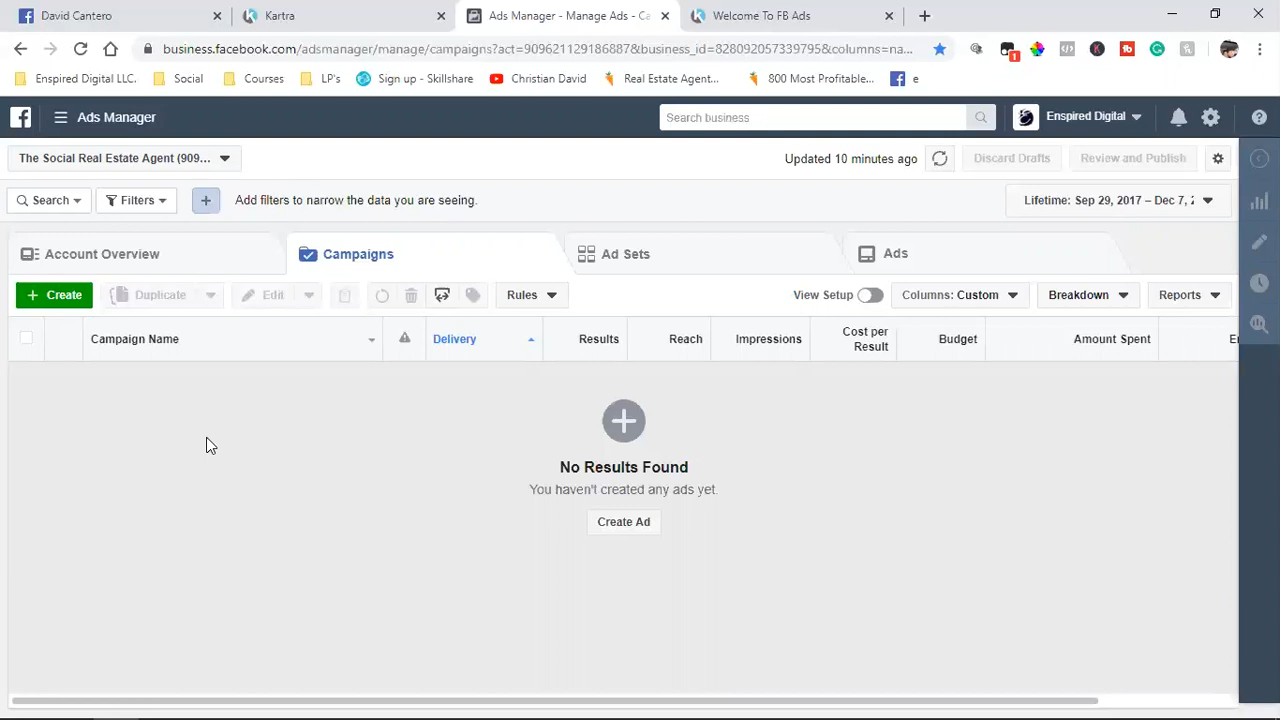 David Cantero
Kartra
Ads Manager - Manage Ads - Ca
Welcome To FB Ads
business.facebook.com/adsmanager/manage/campaigns?act=909621129186887&business_id=828092057339795&columns=na...
1
Enspired Digital LLC.
Social
Courses
LP's
Sign up - Skillshare
Christian David
Real Estate Agent...
800 Most Profitable...
e
Ads Manager
Search business
Enspired Digital
The Social Real Estate Agent (909...
Updated 10 minutes ago
Discard Drafts
Review and Publish
Search
Filters
Add filters to narrow the data you are seeing.
Lifetime: Sep 29, 2017 – Dec 7, 2
Account Overview
Campaigns
Ad Sets
Ads
Create
Duplicate
Edit
Rules
View Setup
Columns: Custom
Breakdown
Reports
Campaign Name
Delivery
Results
Reach
Impressions
Cost per
Result
Budget
Amount Spent
En
No Results Found
You haven't created any ads yet.
Create Ad